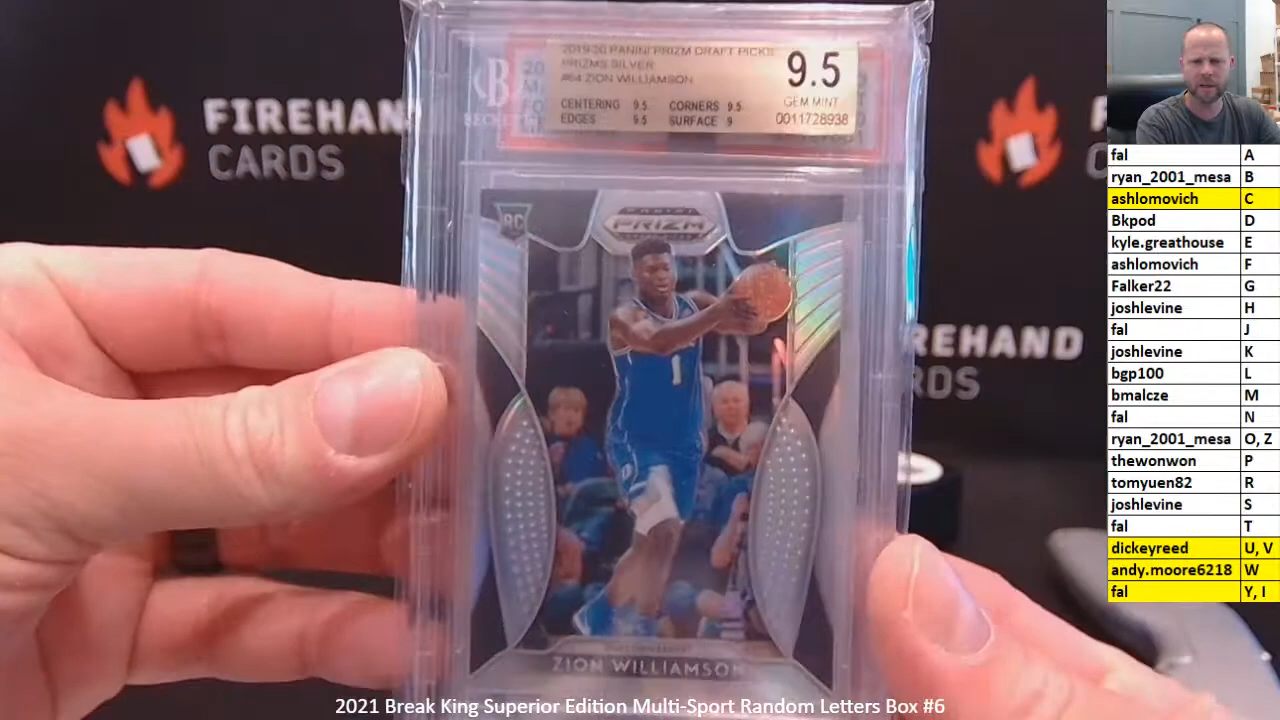 2019-20 PANINI PRIZM DRAFT PICKS
PRIZMS SILVER
#64 ZION WILLIAMSON
9.5
CENTERING 9.5 CORNERS 9.5
EDGES 9.5 SURFACE 9
GEM MINT
0011728938
BECKETT
FIREHAND
CARDS
F
REHAND
RDS
RC
PANINI
PRIZM
1
ZION WILLIAMSON
fal A
ryan_2001_mesa B
ashlomovich C
Bkpod D
kyle.greathouse E
ashlomovich F
Falker22 G
joshlevine H
fal J
joshlevine K
bgp100 L
bmalcze M
fal N
ryan_2001_mesa O, Z
thewonwon P
tomyuen82 R
joshlevine S
fal T
dickeyreed U, V
andy.moore6218 W
fal Y, I
2021 Break King Superior Edition Multi-Sport Random Letters Box #6